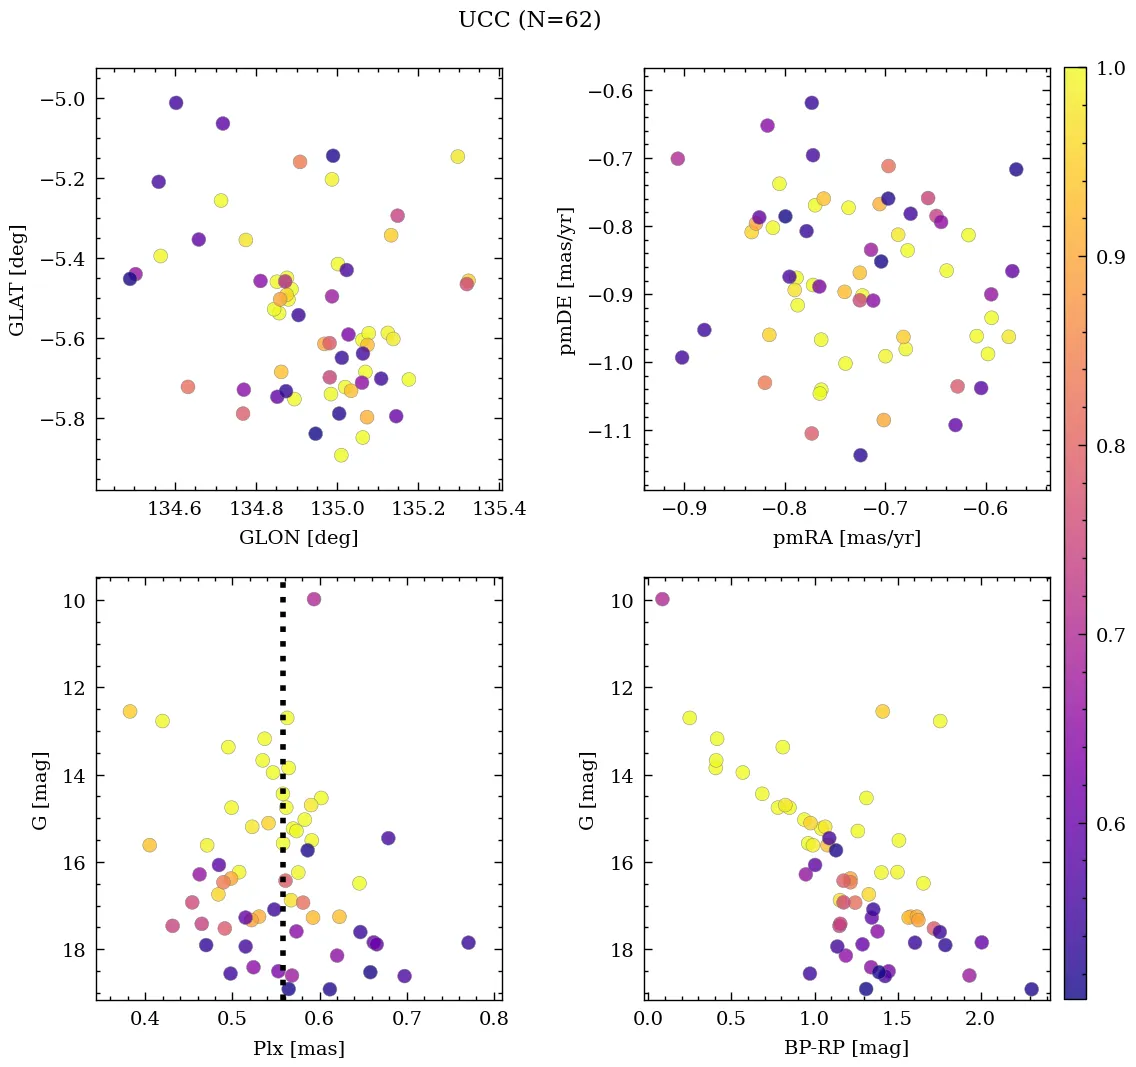 UCC (N=62)
−5.0
−5.2
−5.4
−5.6
−5.8
GLAT [deg]
134.6 134.8 135.0 135.2 135.4
GLON [deg]
−0.6
−0.7
−0.8
−0.9
−1.0
−1.1
pmDE [mas/yr]
−0.9 −0.8 −0.7 −0.6
pmRA [mas/yr]
1.0
0.9
0.8
0.7
0.6
10
12
14
16
18
G [mag]
0.4 0.5 0.6 0.7 0.8
Plx [mas]
10
12
14
16
18
G [mag]
0.0 0.5 1.0 1.5 2.0
BP-RP [mag]